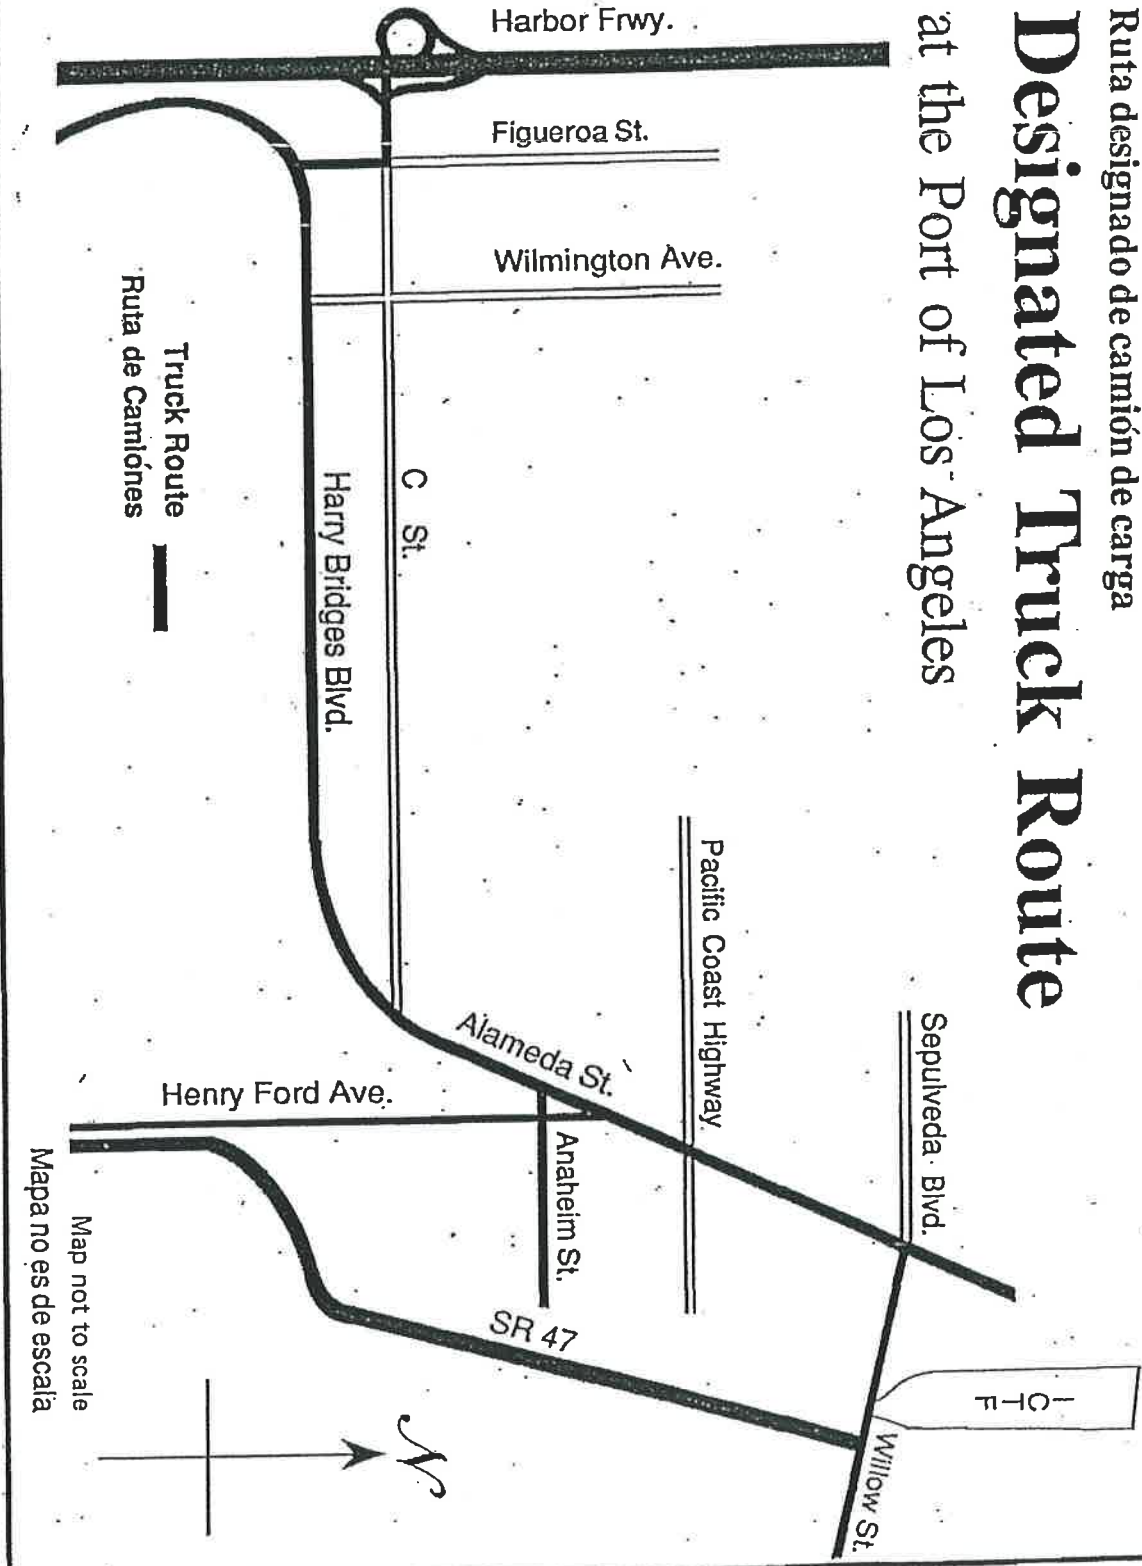 Ruta designado de camión de carga
Designated Truck Route
at the Port of Los Angeles
Sepulveda Blvd.
ICTF
Willow St.
Pacific Coast Highway
Alameda St.
Anaheim St.
SR 47
Harbor Frwy.
Figueroa St.
Wilmington Ave.
C St.
Harry Bridges Blvd.
Henry Ford Ave.
Truck Route
Ruta de Camiónes
N
Map not to scale
Mapa no es de escala